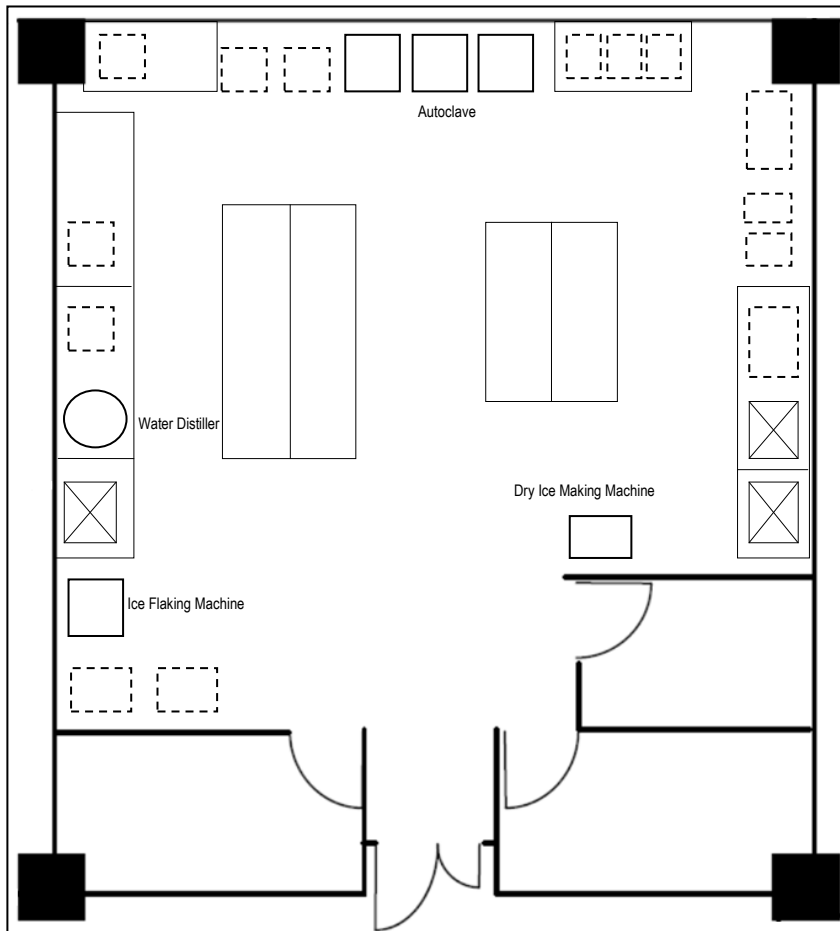 Autoclave
Water Distiller
Dry Ice Making Machine
Ice Flaking Machine